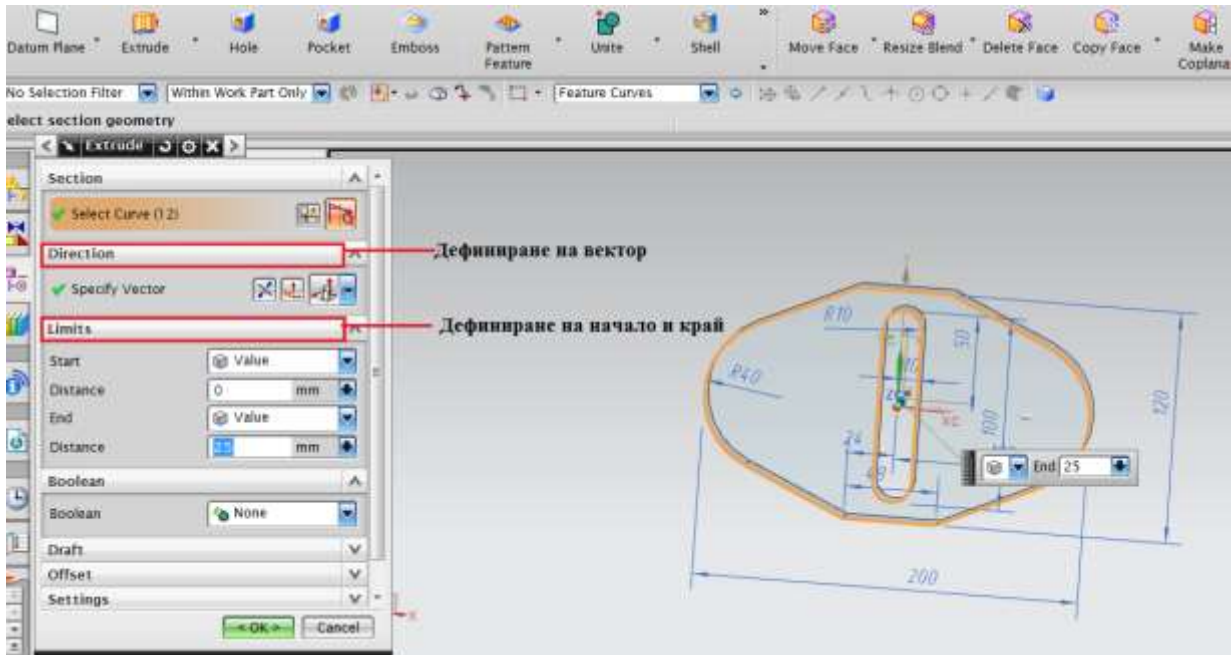 Datum Plane
Extrude
Hole
Pocket
Emboss
Pattern Feature
Unite
Shell
Move Face
Resize Blend
Delete Face
Copy Face
Make Coplana
No Selection Filter
Within Work Part Only
Feature Curves
elect section geometry
Extrude
Section
Select Curve (12)
Direction
Дефиниране на вектор
Specify Vector
Limits
Дефиниране на начало и край
Start Value
Distance 0 mm
End Value
Distance 25 mm
Boolean
Boolean None
Draft
Offset
Settings
< OK > Cancel
R10
50
R40
10
120
XC
100
24
End 25
200
X